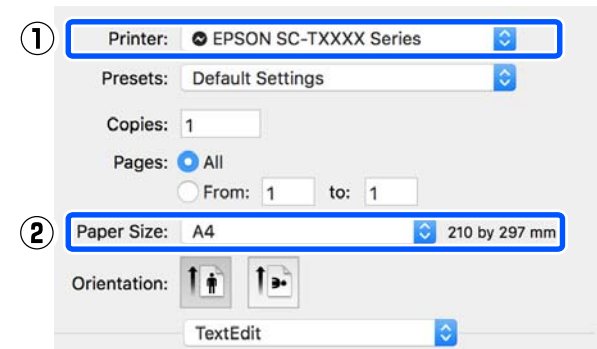 ① Printer: EPSON SC-TXXXX Series
Presets: Default Settings
Copies: 1
Pages: All
From: 1 to: 1
② Paper Size: A4 210 by 297 mm
Orientation:
TextEdit